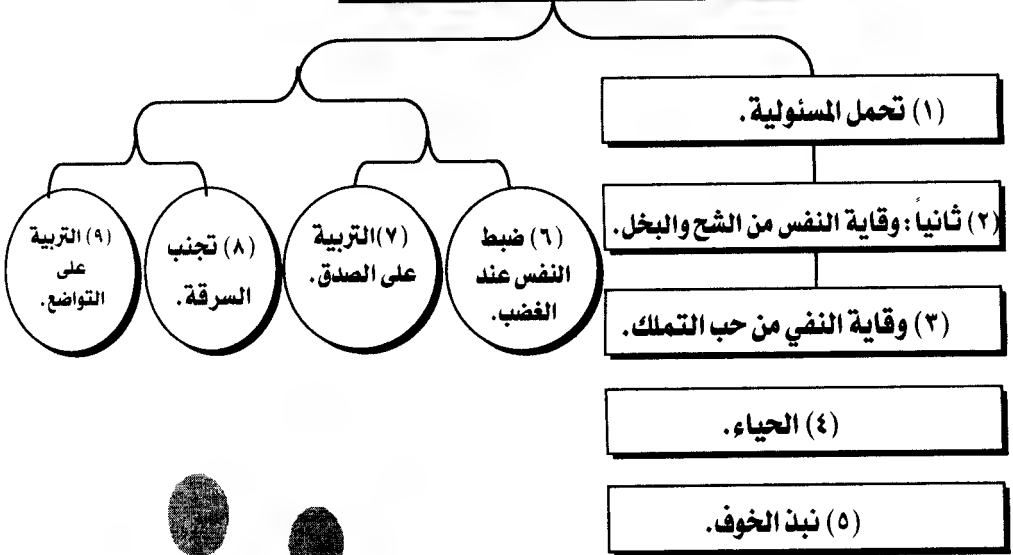 (١) تحمل المسئولية.
(٢) ثانياً: وقاية النفس من الشح والبخل.
(٣) وقاية النفي من حب التملك.
(٤) الحياء.
(٥) نبذ الخوف.
(٦) ضبط
النفس عند
الغضب.
(٧) التربية
على الصدق.
(٨) تجنب
السرقة.
(٩) التربية
على
التواضع.